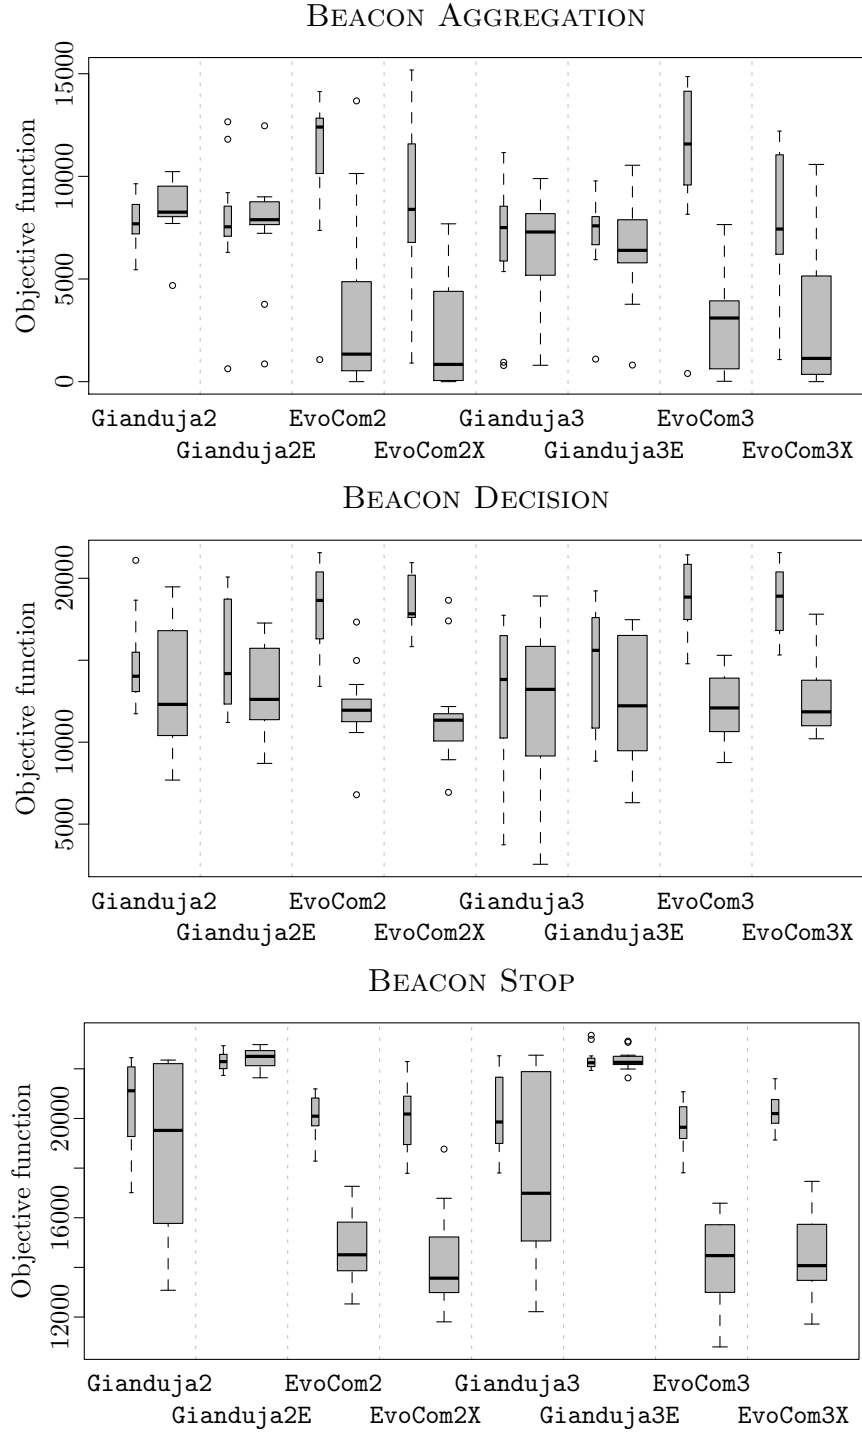 BEACON AGGREGATION
Objective function
15000
10000
5000
0
Gianduja2 EvoCom2 Gianduja3 EvoCom3
Gianduja2E EvoCom2X Gianduja3E EvoCom3X
BEACON DECISION
Objective function
20000
10000
5000
Gianduja2 EvoCom2 Gianduja3 EvoCom3
Gianduja2E EvoCom2X Gianduja3E EvoCom3X
BEACON STOP
Objective function
20000
16000
12000
Gianduja2 EvoCom2 Gianduja3 EvoCom3
Gianduja2E EvoCom2X Gianduja3E EvoCom3X